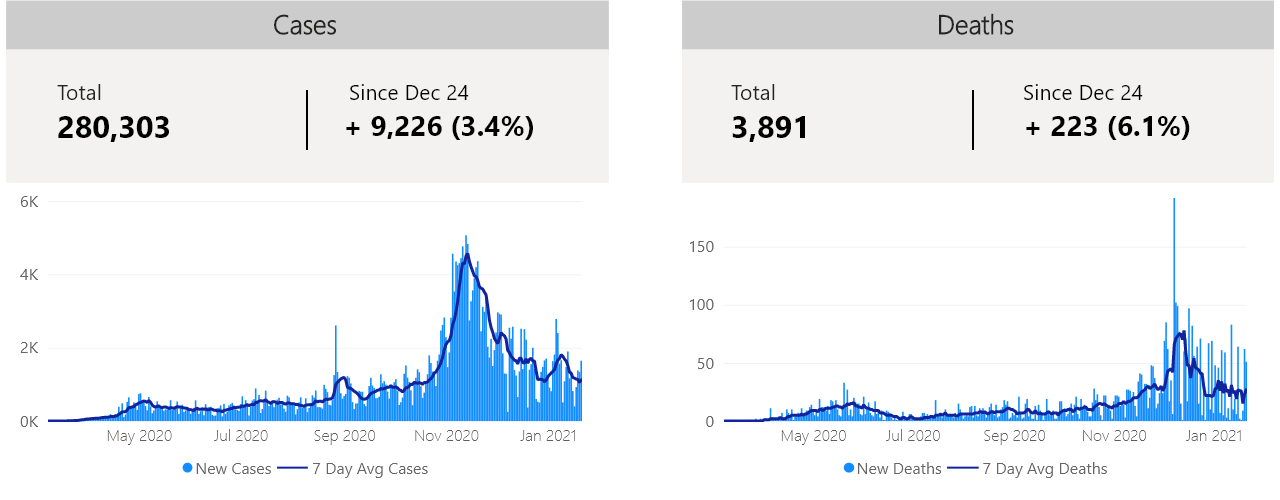 Cases
Total
280,303
Since Dec 24
+ 9,226 (3.4%)
6K
4K
2K
0K
May 2020 Jul 2020 Sep 2020 Nov 2020 Jan 2021
New Cases 7 Day Avg Cases
Deaths
Total
3,891
Since Dec 24
+ 223 (6.1%)
150
100
50
0
May 2020 Jul 2020 Sep 2020 Nov 2020 Jan 2021
New Deaths 7 Day Avg Deaths